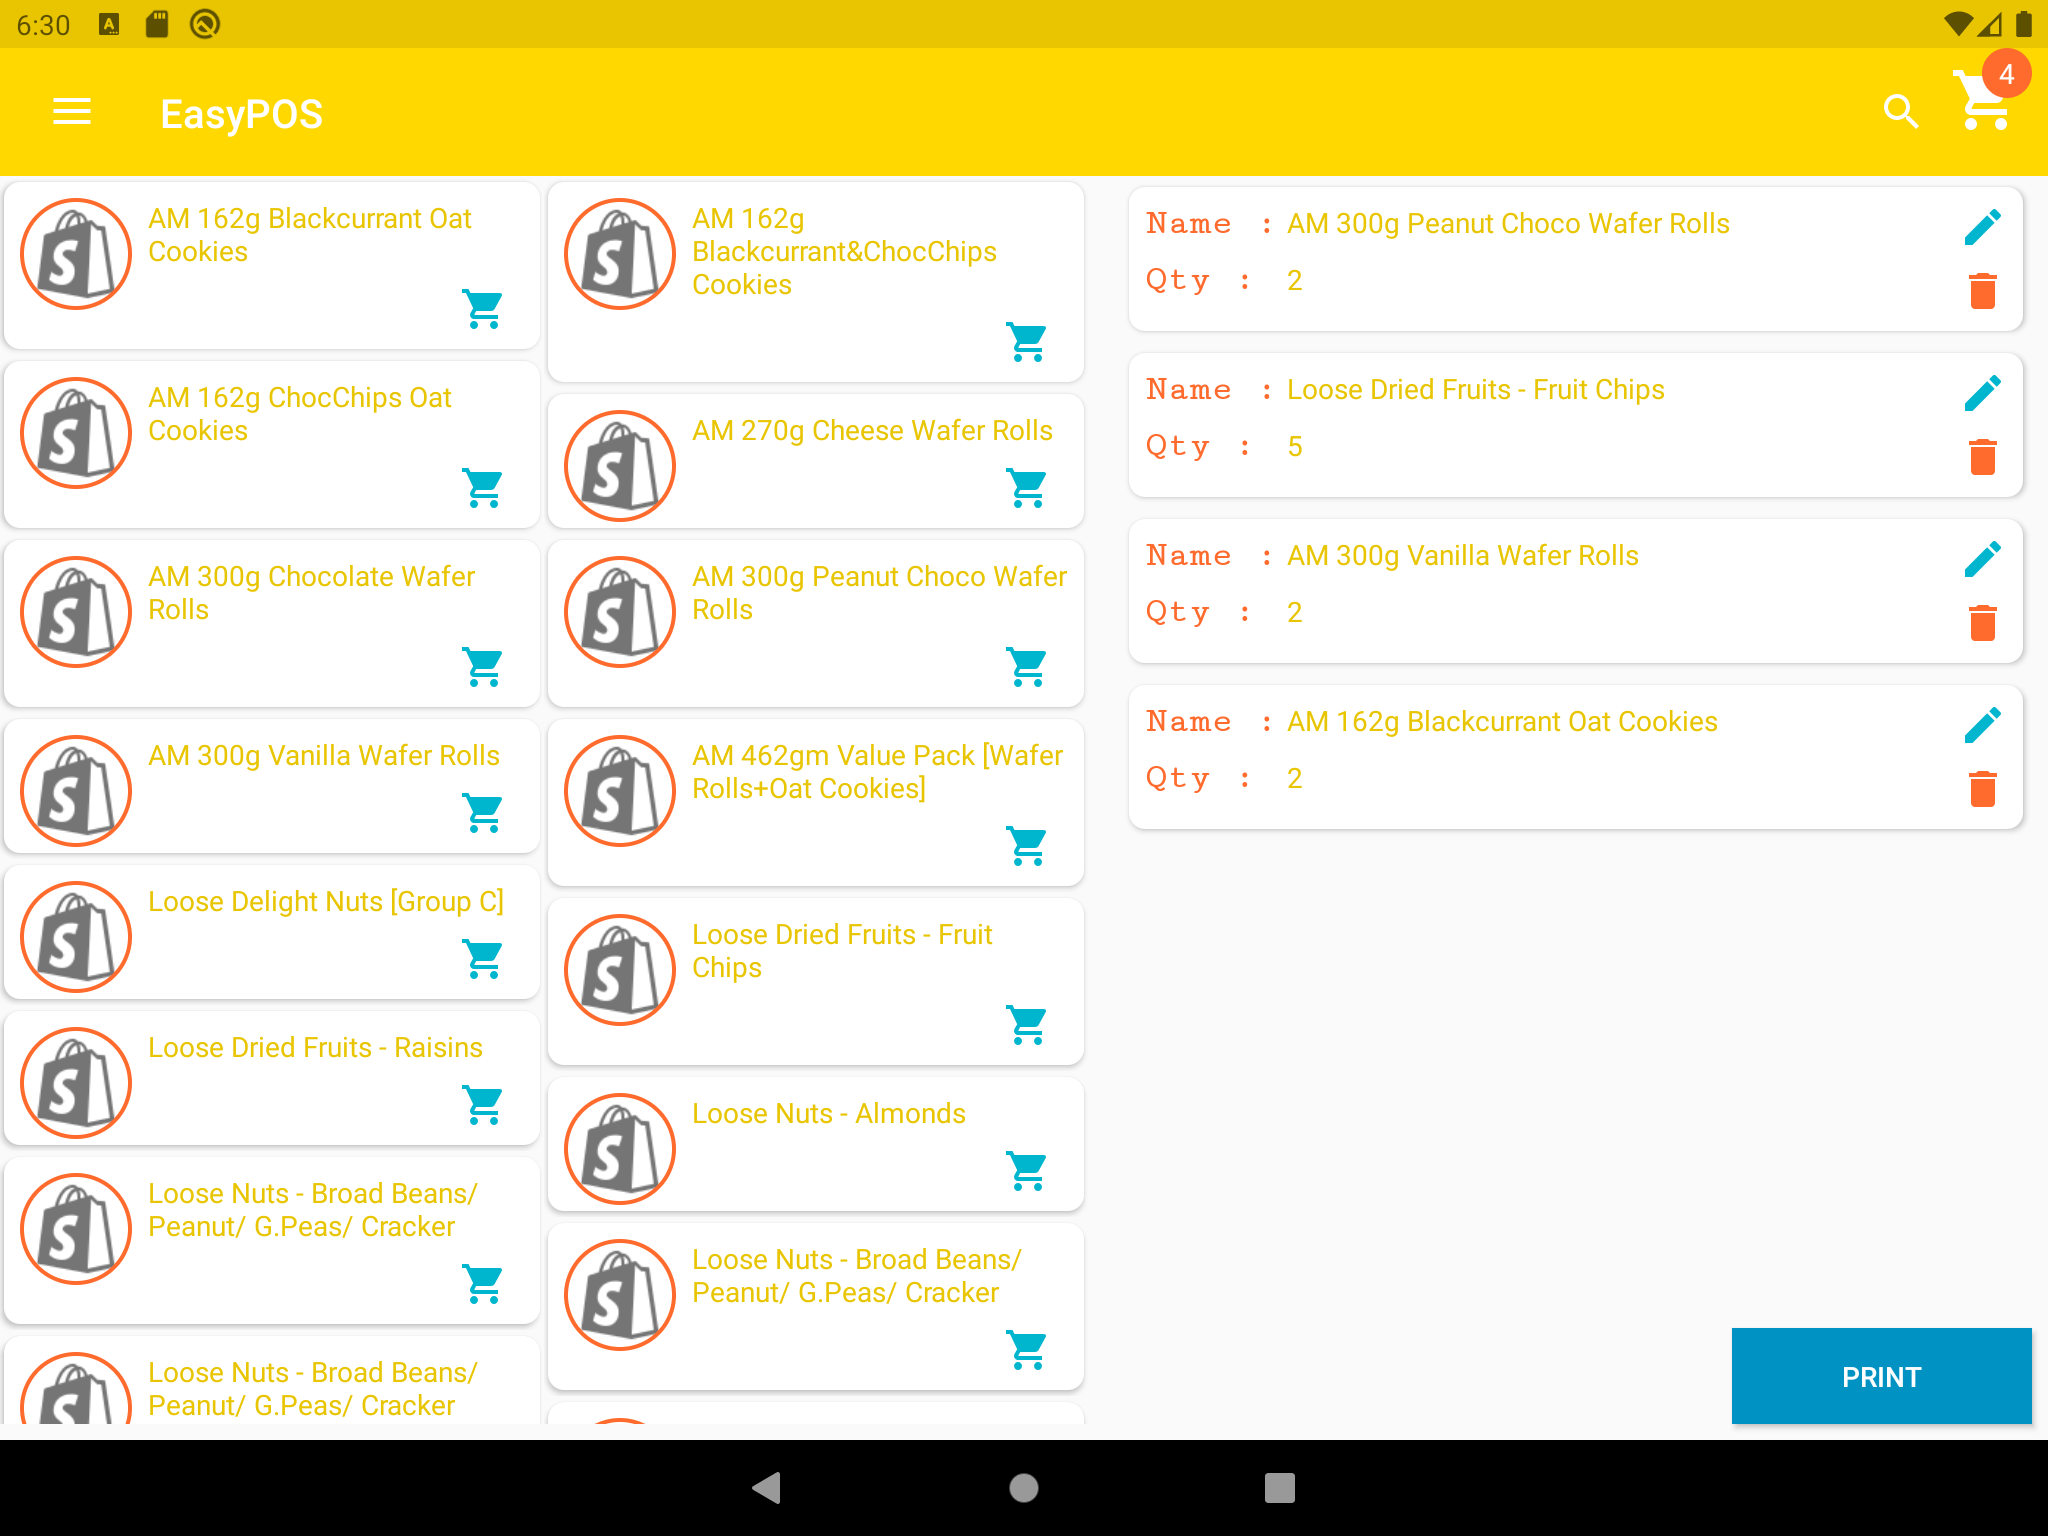 6:30
EasyPOS
4
AM 162g Blackcurrant Oat
Cookies
AM 162g ChocChips Oat
Cookies
AM 300g Chocolate Wafer
Rolls
AM 300g Vanilla Wafer Rolls
Loose Delight Nuts [Group C]
Loose Dried Fruits - Raisins
Loose Nuts - Broad Beans/
Peanut/ G.Peas/ Cracker
Loose Nuts - Broad Beans/
Peanut/ G.Peas/ Cracker
AM 162g
Blackcurrant&ChocChips
Cookies
AM 270g Cheese Wafer Rolls
AM 300g Peanut Choco Wafer
Rolls
AM 462gm Value Pack [Wafer
Rolls+Oat Cookies]
Loose Dried Fruits - Fruit
Chips
Loose Nuts - Almonds
Loose Nuts - Broad Beans/
Peanut/ G.Peas/ Cracker
Name : AM 300g Peanut Choco Wafer Rolls
Qty : 2
Name : Loose Dried Fruits - Fruit Chips
Qty : 5
Name : AM 300g Vanilla Wafer Rolls
Qty : 2
Name : AM 162g Blackcurrant Oat Cookies
Qty : 2
PRINT